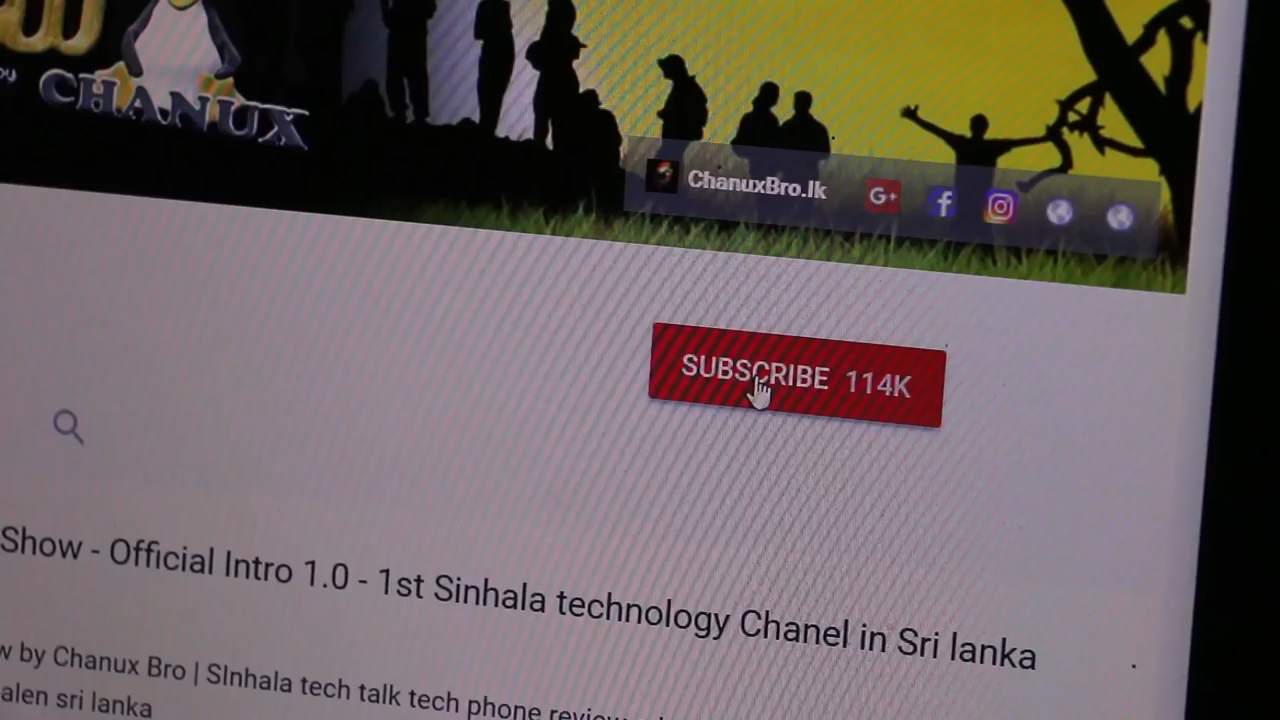 CHANUX
ChanuxBro.lk
SUBSCRIBE 114K
Show - Official Intro 1.0 - 1st Sinhala technology Chanel in Sri lanka
by Chanux Bro | SInhala tech talk tech phone
alen sri lanka